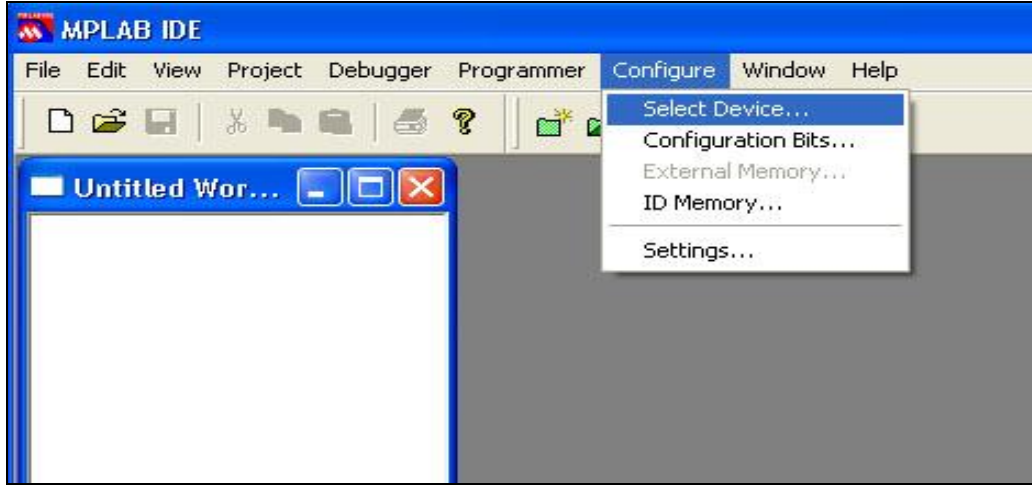 MPLAB IDE
File Edit View Project Debugger Programmer Configure Window Help
Select Device...
Configuration Bits...
External Memory...
ID Memory...
Settings...
Untitled Wor...